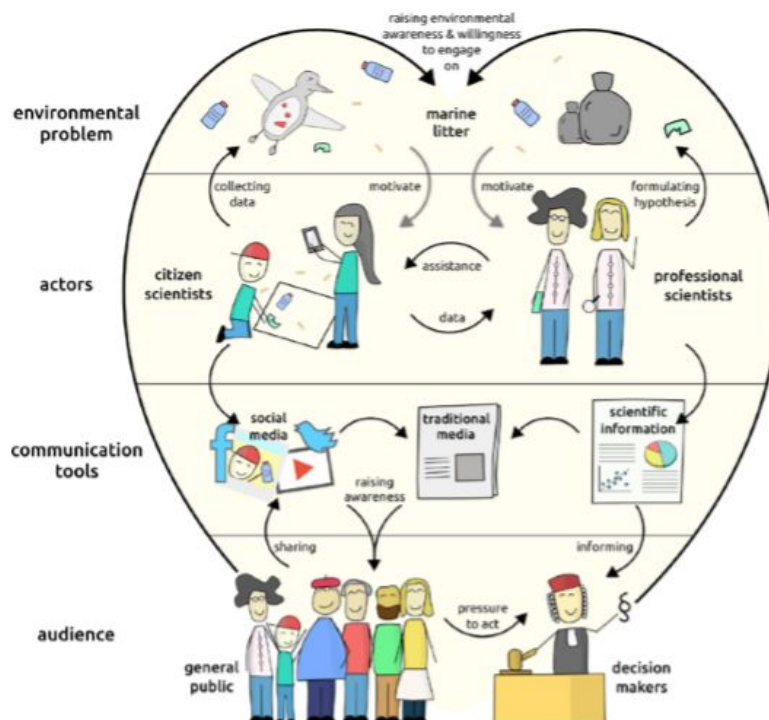 raising environmental
awareness & willingness
to engage
on
environmental
problem
marine
litter
collecting
data
motivate
motivate
formulating
hypothesis
actors
citizen
scientists
assistance
data
professional
scientists
communication
tools
social
media
traditional
media
scientific
information
raising
awareness
sharing
informing
audience
general
public
pressure
to act
decision
makers
§